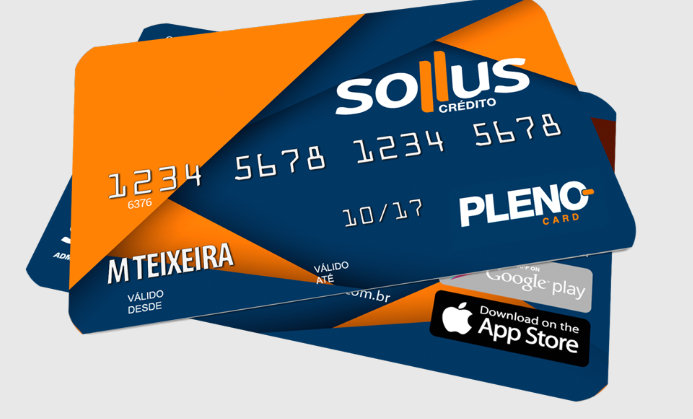 sollus
CRÉDITO
1234 5678 1234 5678
6376
10/17
PLENO
CARD
M TEIXEIRA
VÁLIDO
ATÉ
VÁLIDO
DESDE
om.br
Google play
Download on the
App Store